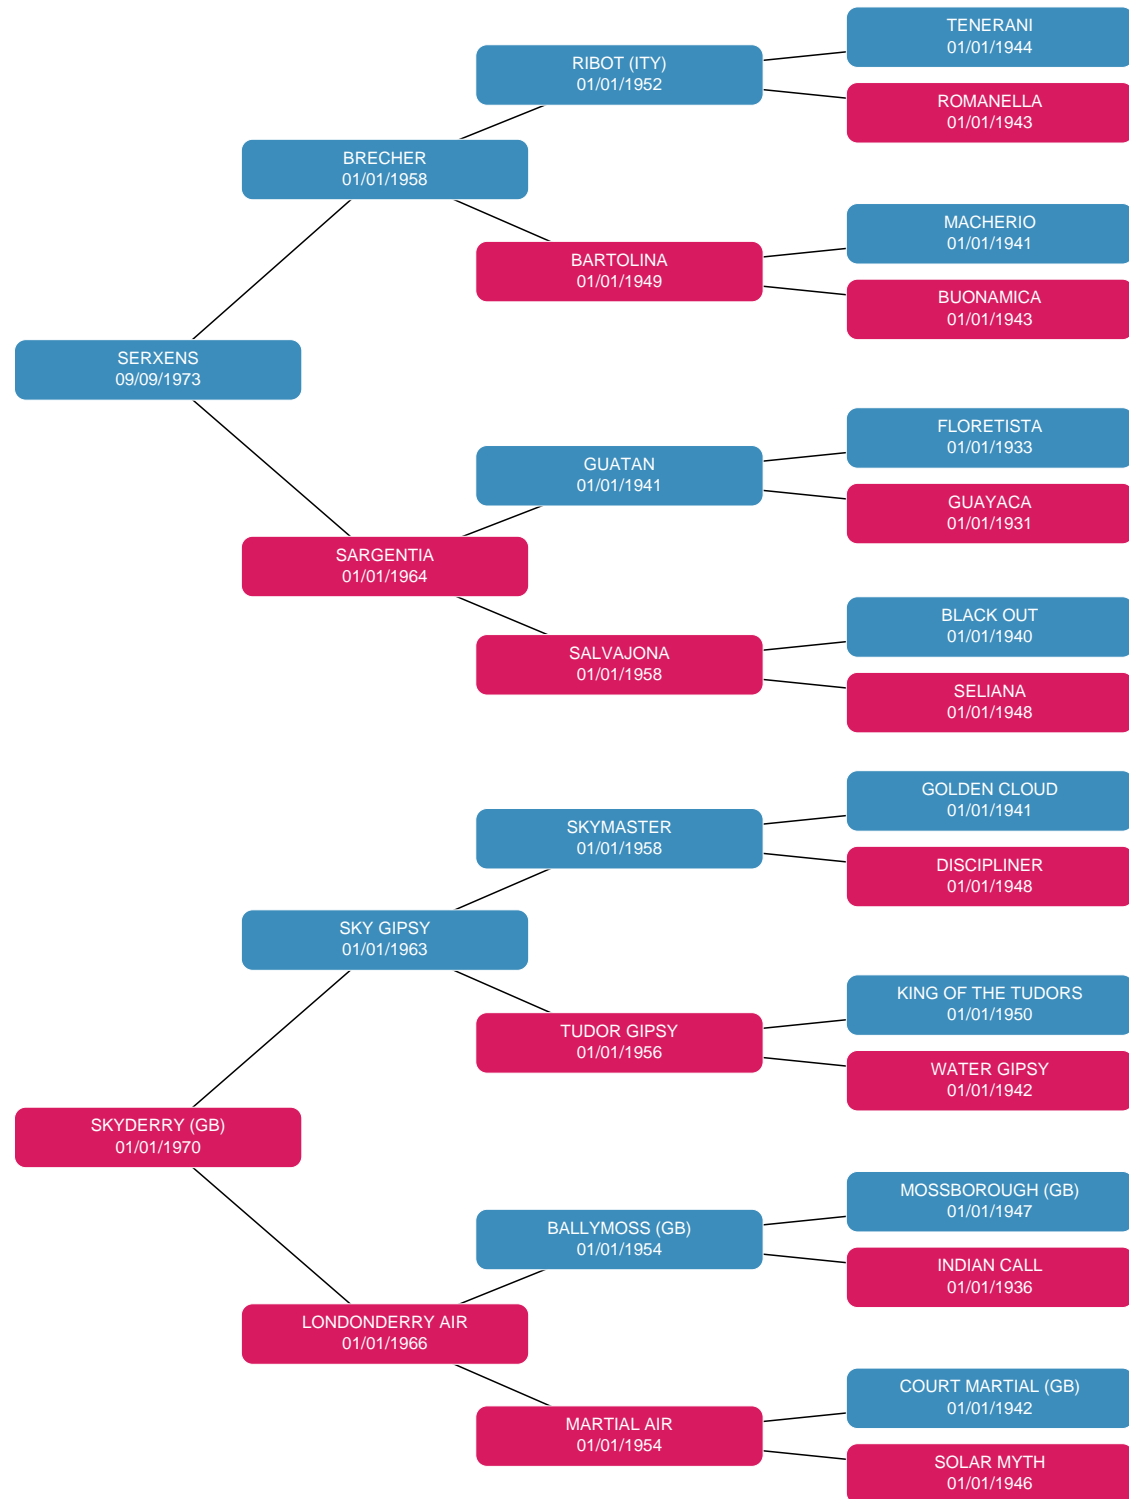 TENERANI
01/01/1944
RIBOT (ITY)
01/01/1952
ROMANELLA
01/01/1943
BRECHER
01/01/1958
MACHERIO
01/01/1941
BARTOLINA
01/01/1949
BUONAMICA
01/01/1943
SERXENS
09/09/1973
FLORETISTA
01/01/1933
GUATAN
01/01/1941
GUAYACA
01/01/1931
SARGENTIA
01/01/1964
BLACK OUT
01/01/1940
SALVAJONA
01/01/1958
SELIANA
01/01/1948
GOLDEN CLOUD
01/01/1941
SKYMASTER
01/01/1958
DISCIPLINER
01/01/1948
SKY GIPSY
01/01/1963
KING OF THE TUDORS
01/01/1950
TUDOR GIPSY
01/01/1956
WATER GIPSY
01/01/1942
SKYDERRY (GB)
01/01/1970
MOSSBOROUGH (GB)
01/01/1947
BALLYMOSS (GB)
01/01/1954
INDIAN CALL
01/01/1936
LONDONDERRY AIR
01/01/1966
COURT MARTIAL (GB)
01/01/1942
MARTIAL AIR
01/01/1954
SOLAR MYTH
01/01/1946